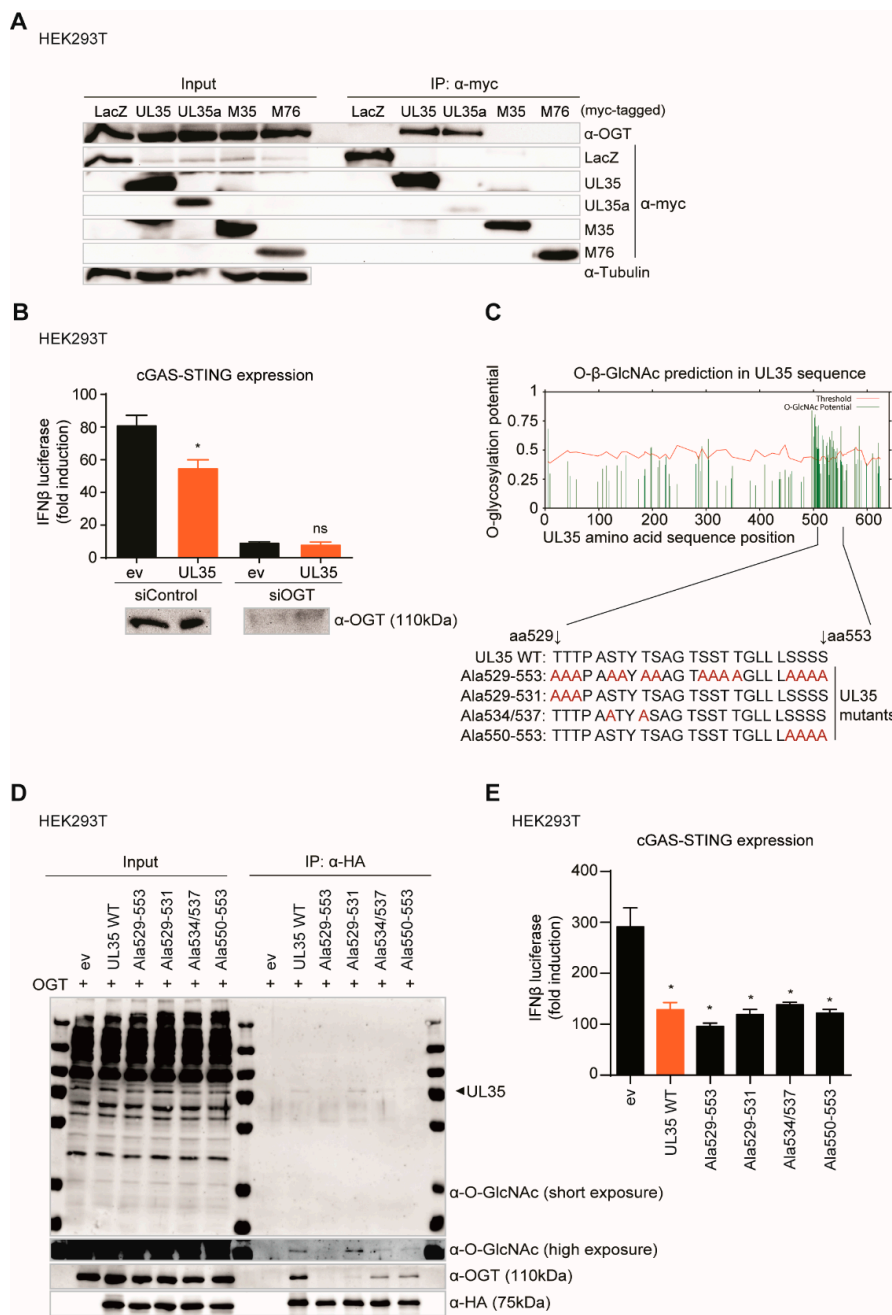 A
HEK293T
Input
IP: α-myc
LacZ UL35 UL35a M35 M76
LacZ UL35 UL35a M35 M76 (myc-tagged)
α-OGT
LacZ
UL35
UL35a
M35
M76
α-myc
α-Tubulin
B
HEK293T
cGAS-STING expression
IFNβ luciferase
(fold induction)
100
80
60
40
20
0
*
ns
ev UL35 ev UL35
siControl siOGT
α-OGT (110kDa)
C
O-β-GlcNAc prediction in UL35 sequence
Threshold
O-GlcNAc Potential
O-glycosylation potential
1
0.75
0.5
0.25
0
0 100 200 300 400 500 600
UL35 amino acid sequence position
aa529↓ ↓aa553
UL35 WT: TTTP ASTY TSAG TSST TGLL LSSSS
Ala529-553: AAAP AAAY AAAG TAAA AGLL LAAAA
Ala529-531: AAAP ASTY TSAG TSST TGLL LSSSS
Ala534/537: TTTP AATY ASAG TSST TGLL LSSSS
Ala550-553: TTTP ASTY TSAG TSST TGLL LAAAA
UL35
mutants
D
HEK293T
Input
IP: α-HA
ev
UL35 WT
Ala529-553
Ala529-531
Ala534/537
Ala550-553
ev
UL35 WT
Ala529-553
Ala529-531
Ala534/537
Ala550-553
OGT + + + + + + + + + + + +
◄UL35
α-O-GlcNAc (short exposure)
α-O-GlcNAc (high exposure)
α-OGT (110kDa)
α-HA (75kDa)
E
HEK293T
cGAS-STING expression
IFNβ luciferase
(fold induction)
400
300
200
100
0
* * * * *
ev
UL35 WT
Ala529-553
Ala529-531
Ala534/537
Ala550-553